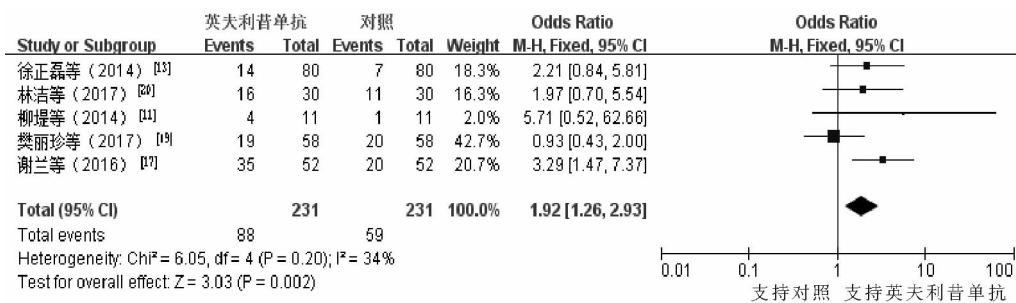 英夫利昔单抗 对照 Odds Ratio Odds Ratio
Study or Subgroup Events Total Events Total Weight M-H, Fixed, 95% CI M-H, Fixed, 95% CI
徐正磊等（2014）[13] 14 80 7 80 18.3% 2.21 [0.84, 5.81]
林洁等（2017）[20] 16 30 11 30 16.3% 1.97 [0.70, 5.54]
柳堤等（2014）[11] 4 11 1 11 2.0% 5.71 [0.52, 62.66]
樊丽珍等（2017）[19] 19 58 20 58 42.7% 0.93 [0.43, 2.00]
谢兰等（2016）[17] 35 52 20 52 20.7% 3.29 [1.47, 7.37]
Total (95% CI) 231 231 100.0% 1.92 [1.26, 2.93]
Total events 88 59
Heterogeneity: Chi² = 6.05, df = 4 (P = 0.20); I² = 34%
Test for overall effect: Z = 3.03 (P = 0.002)
0.01 0.1 1 10 100
支持对照 支持英夫利昔单抗